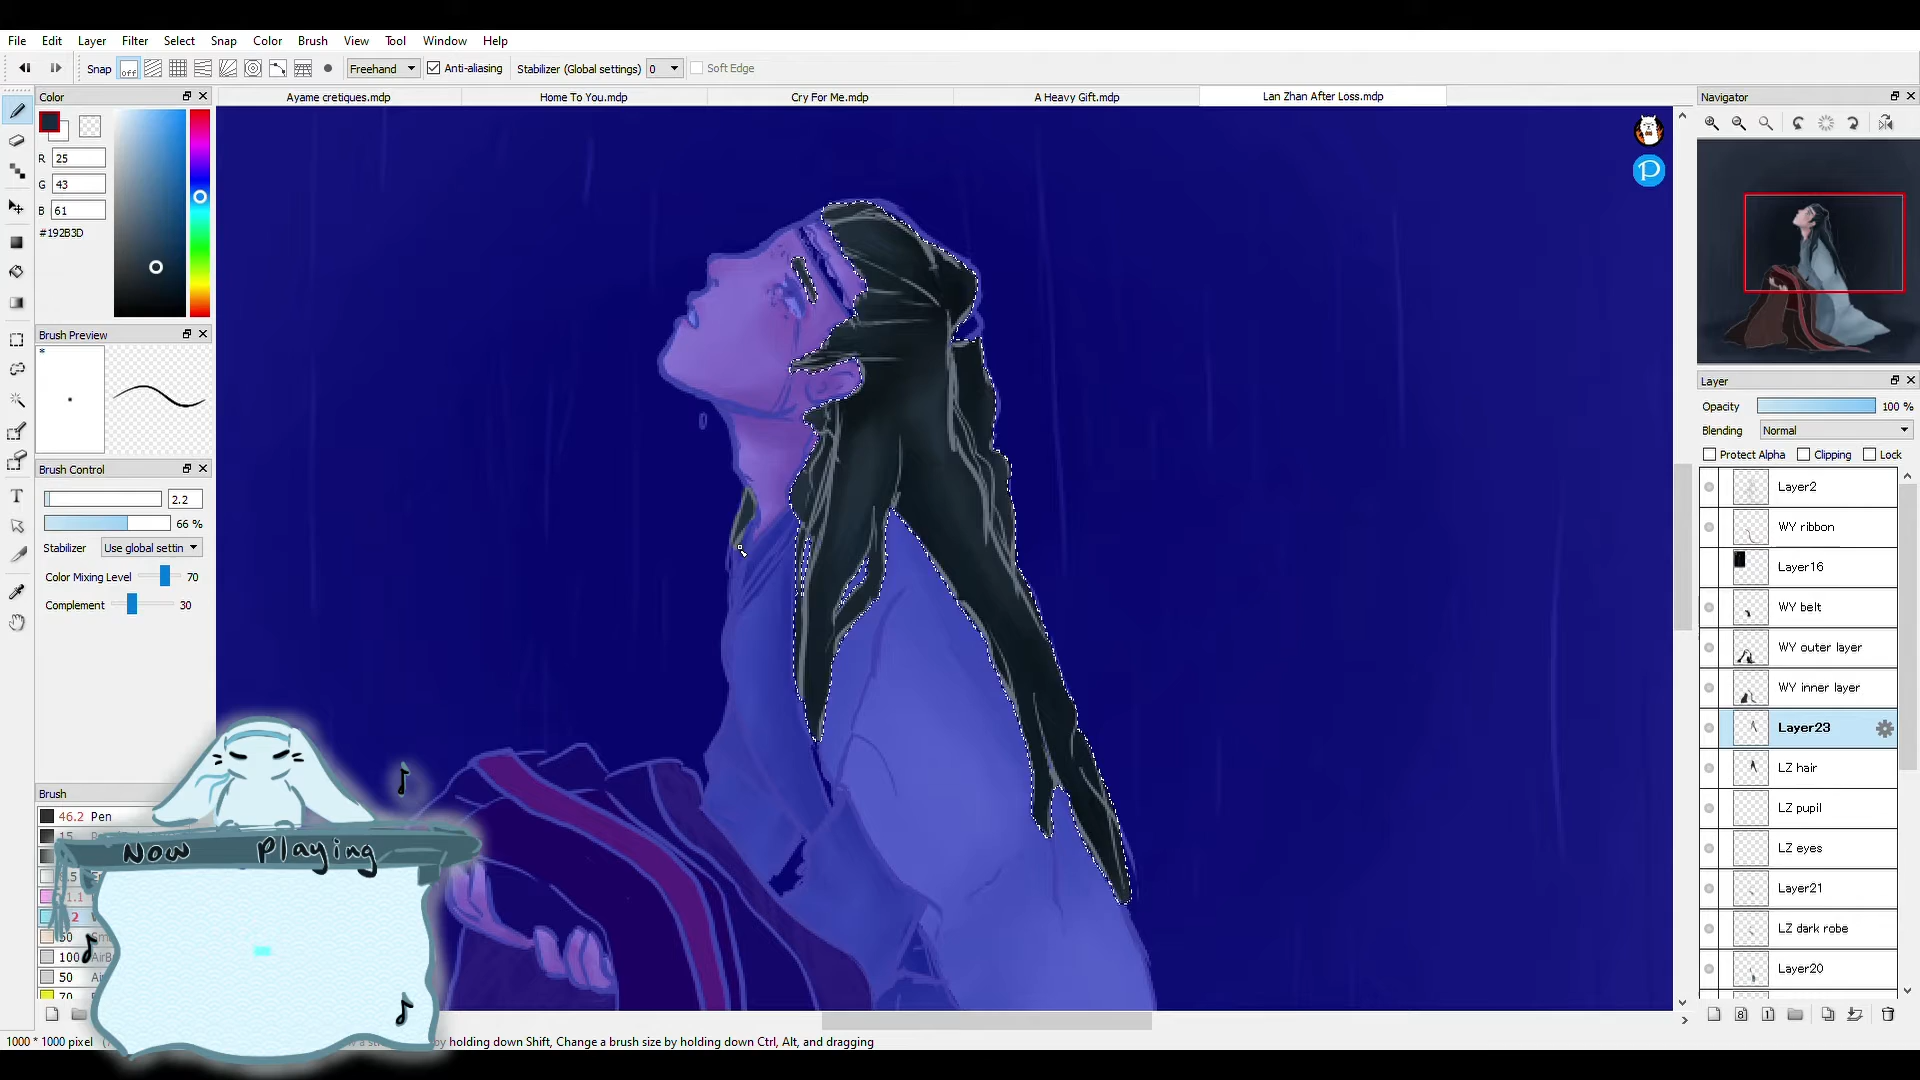 File Edit Layer Filter Select Snap Color Brush View Tool Window Help
Snap off Freehand Anti-aliasing Stabilizer (Global settings) 0 Soft Edge
Color
Ayame cretiques.mdp Home To You.mdp Cry For Me.mdp A Heavy Gift.mdp Lan Zhan After Loss.mdp
Navigator
R 25
G 43
B 61
#192B3D
Brush Preview
*
Brush Control
2.2
66 %
Stabilizer Use global settin
Color Mixing Level 70
Complement 30
Brush
46.2 Pen
15
Now Playing
50
100 AirB
50
70
P
Layer
Opacity 100 %
Blending Normal
Protect Alpha Clipping Lock
Layer2
WY ribbon
Layer16
WY belt
WY outer layer
WY inner layer
Layer23
LZ hair
LZ pupil
LZ eyes
Layer21
LZ dark robe
Layer20
T
8 1
1000 * 1000 pixel by holding down Shift, Change a brush size by holding down Ctrl, Alt, and dragging